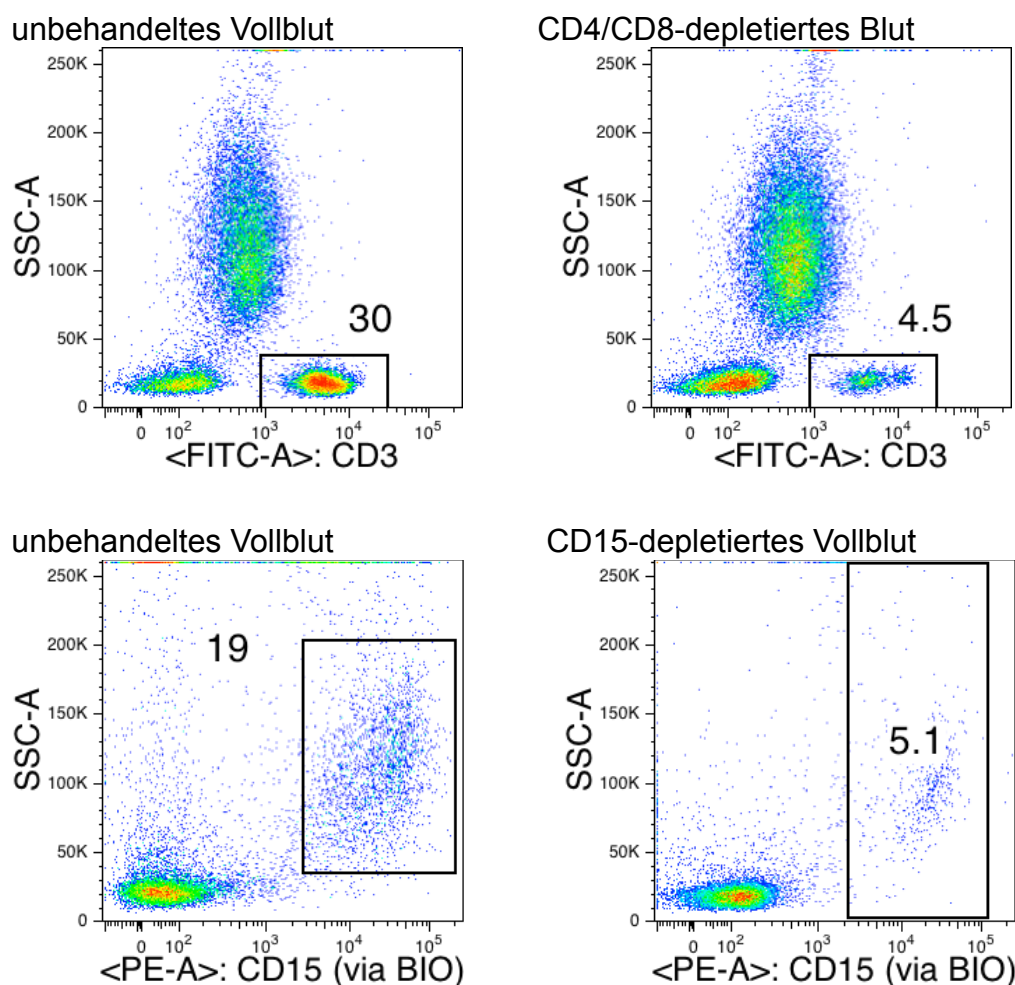 unbehandeltes Vollblut
CD4/CD8-depletiertes Blut
250K
200K
150K
100K
50K
0
SSC-A
30
0 10² 10³ 10⁴ 10⁵
<FITC-A>: CD3
250K
200K
150K
100K
50K
0
SSC-A
4.5
0 10² 10³ 10⁴ 10⁵
<FITC-A>: CD3
unbehandeltes Vollblut
CD15-depletiertes Vollblut
250K
200K
150K
100K
50K
0
SSC-A
19
0 10² 10³ 10⁴ 10⁵
<PE-A>: CD15 (via BIO)
250K
200K
150K
100K
50K
0
SSC-A
5.1
0 10² 10³ 10⁴ 10⁵
<PE-A>: CD15 (via BIO)